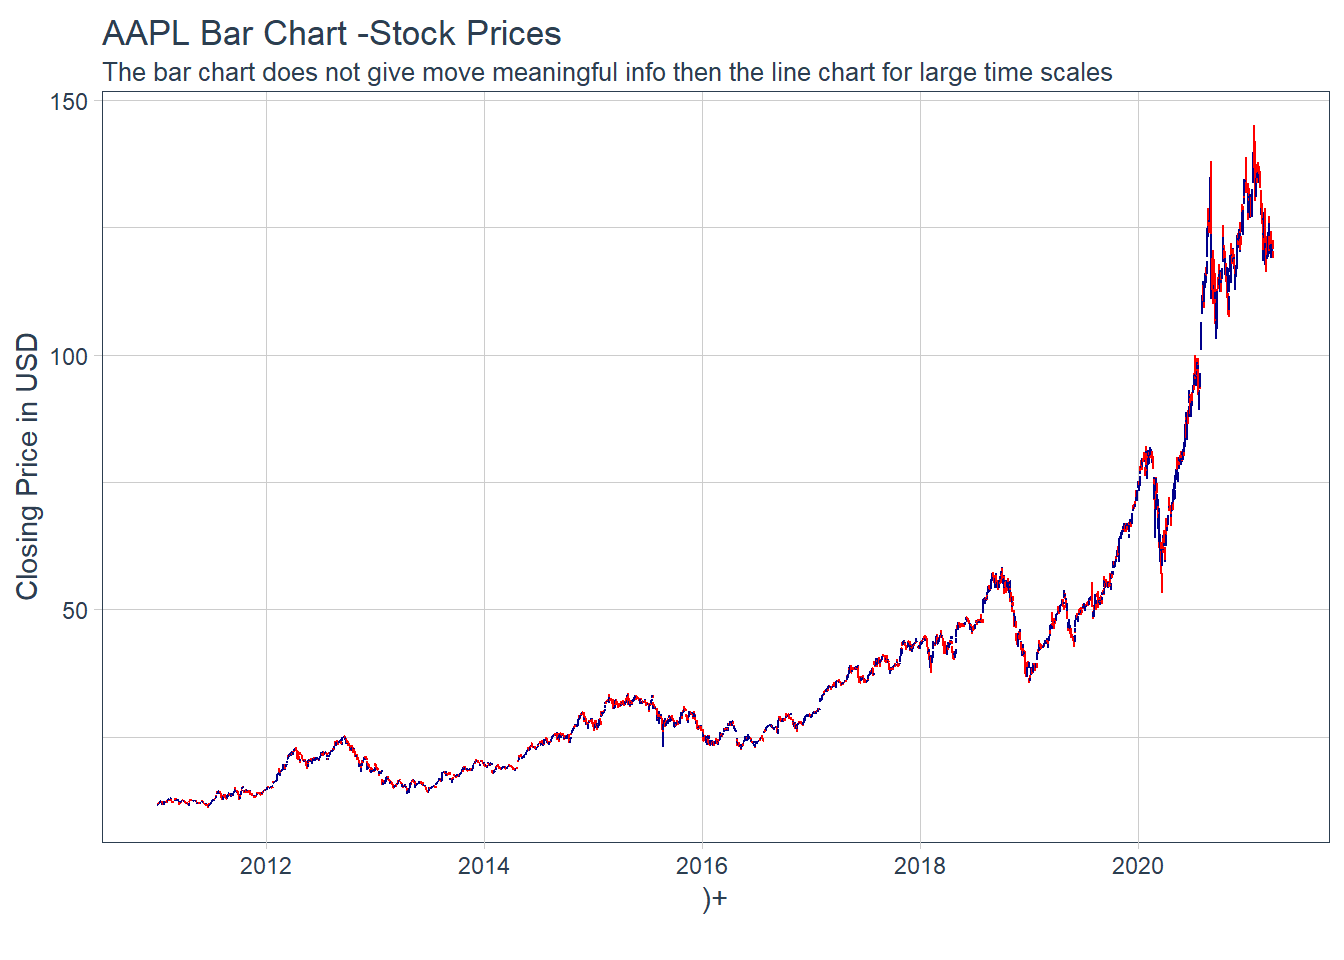 AAPL Bar Chart -Stock Prices
The bar chart does not give move meaningful info then the line chart for large time scales
150
100
50
Closing Price in USD
2012 2014 2016 2018 2020
)+